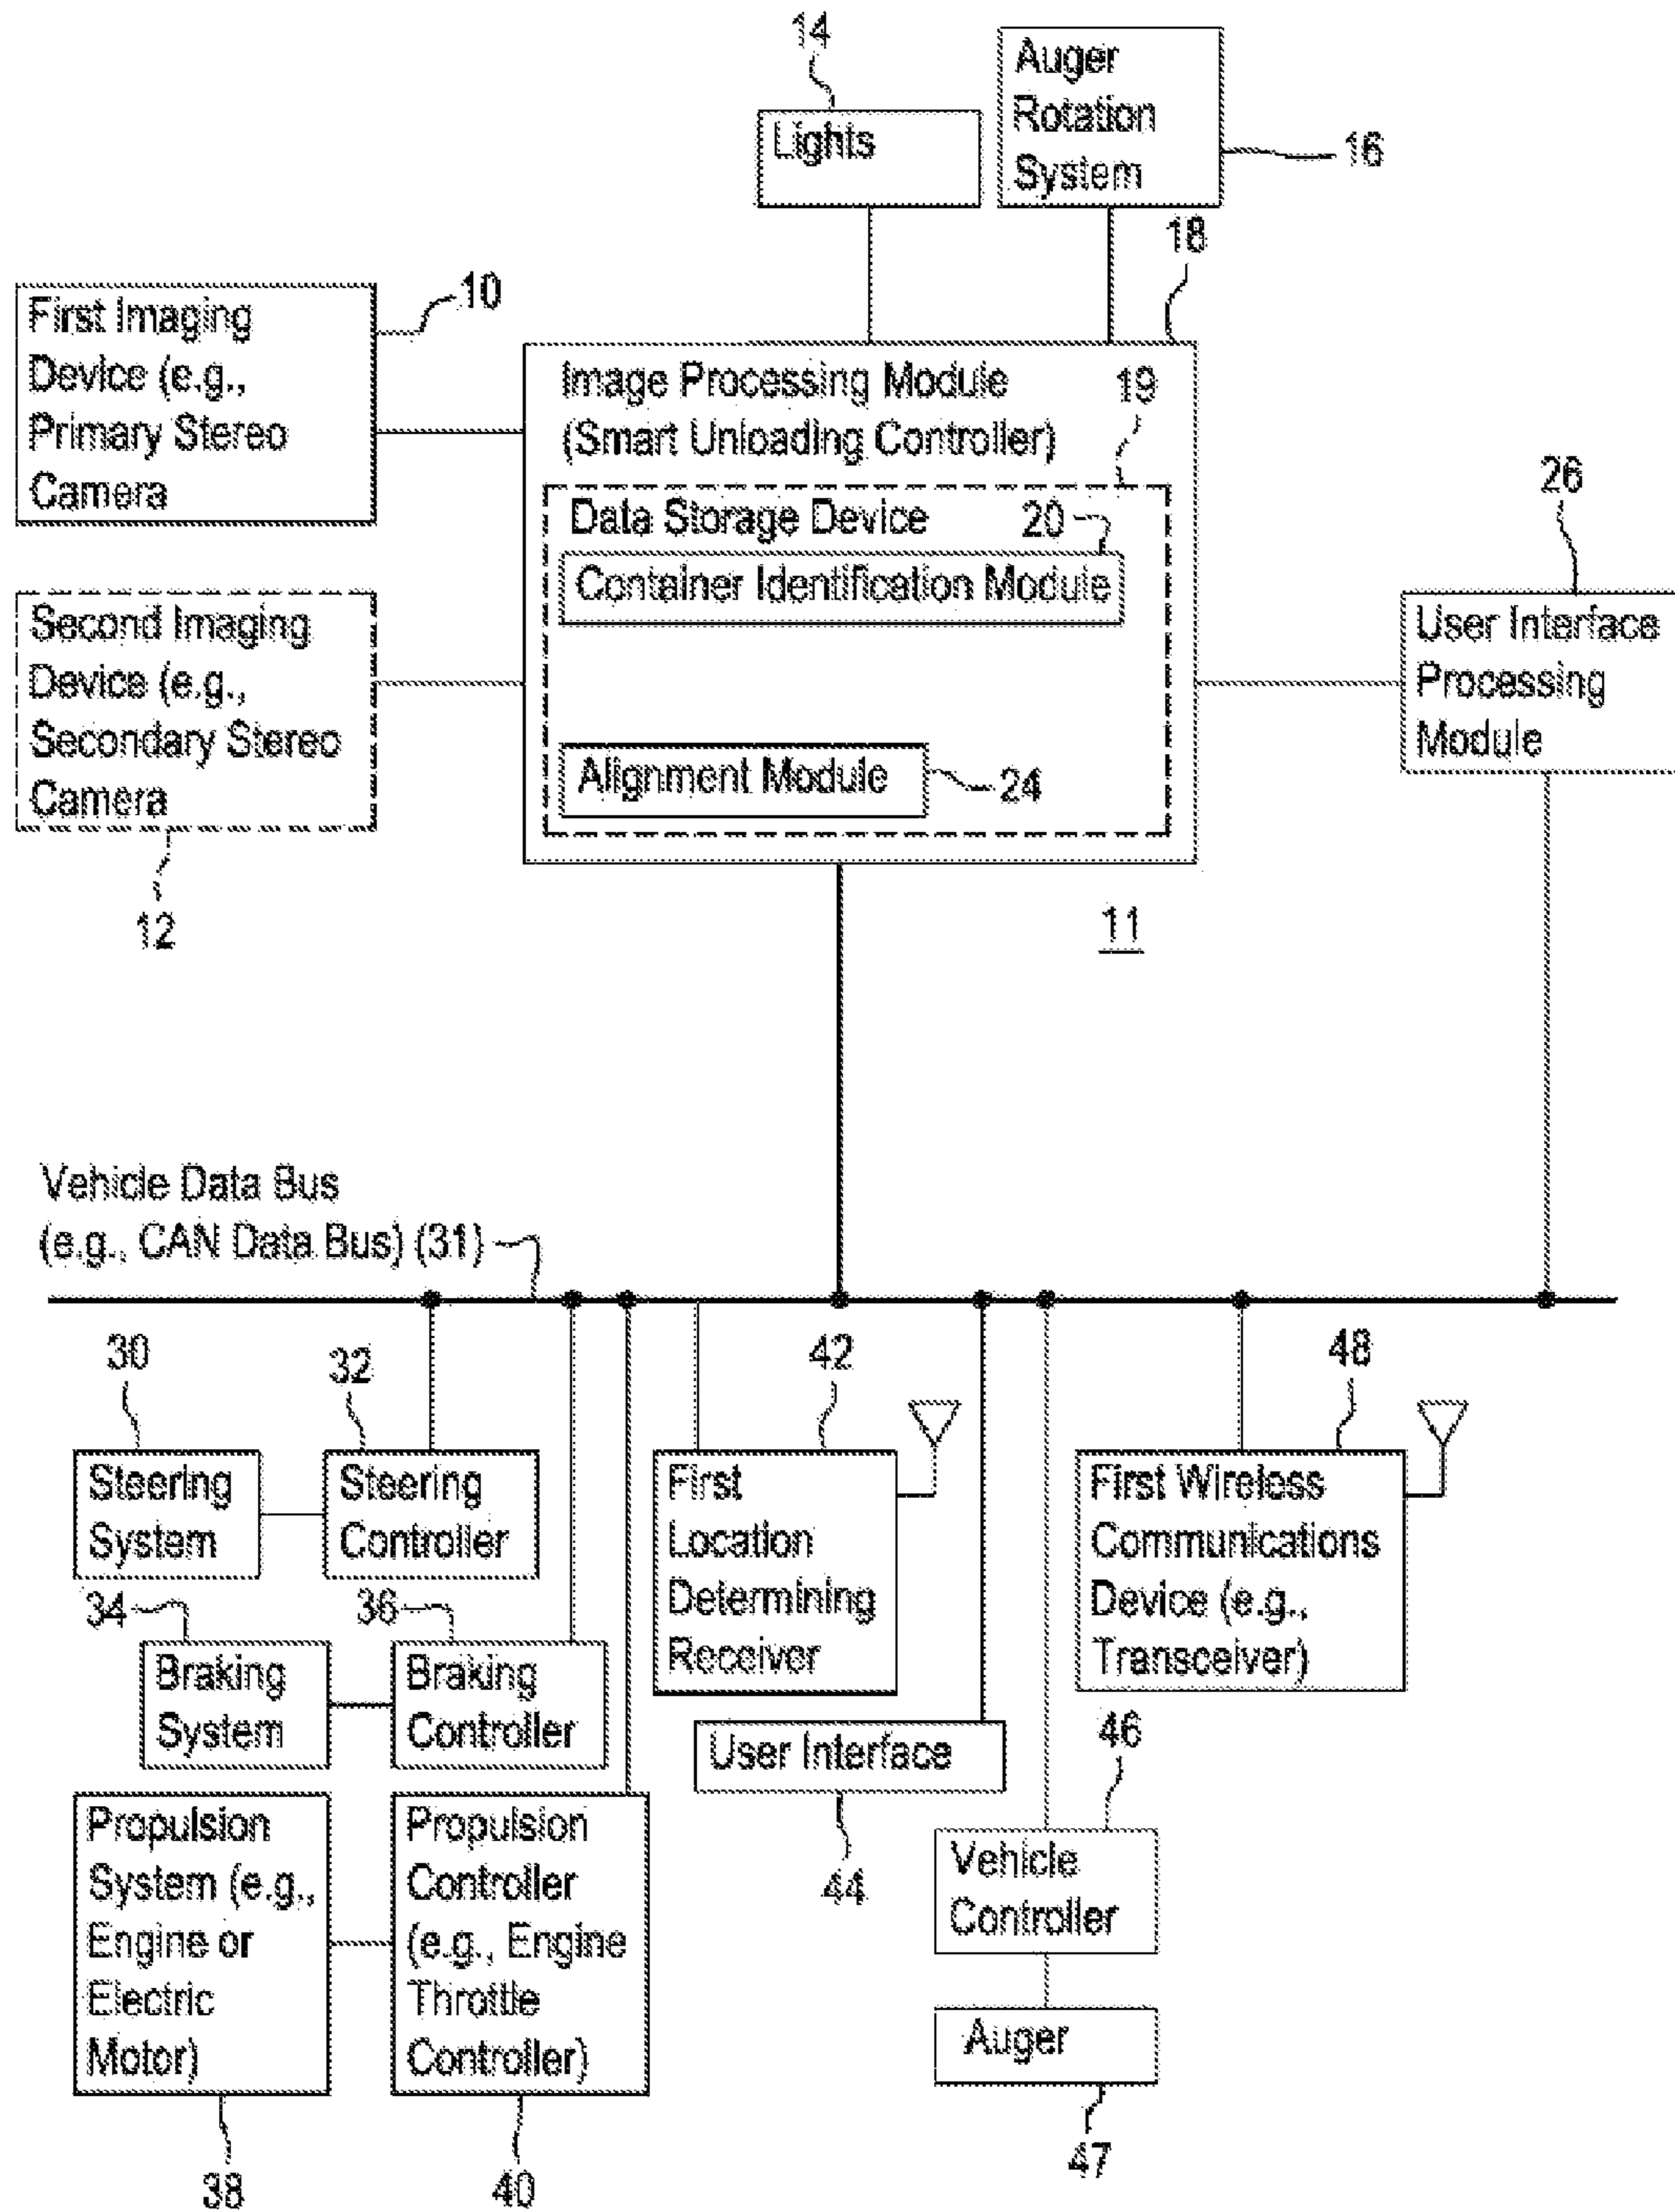 14
Lights
Auger
Rotation
System
16
18
10
First Imaging
Device (e.g.,
Primary Stereo
Camera
Image Processing Module
(Smart Unloading Controller)
19
Data Storage Device
20
Container Identification Module
Alignment Module
24
26
User Interface
Processing
Module
Second Imaging
Device (e.g.,
Secondary Stereo
Camera
12
11
Vehicle Data Bus
(e.g., CAN Data Bus) (31)
30
Steering
System
32
Steering
Controller
34
Braking
System
36
Braking
Controller
Propulsion
System (e.g.,
Engine or
Electric
Motor)
38
Propulsion
Controller
(e.g., Engine
Throttle
Controller)
40
42
First
Location
Determining
Receiver
User Interface
44
48
First Wireless
Communications
Device (e.g.,
Transceiver)
46
Vehicle
Controller
Auger
47